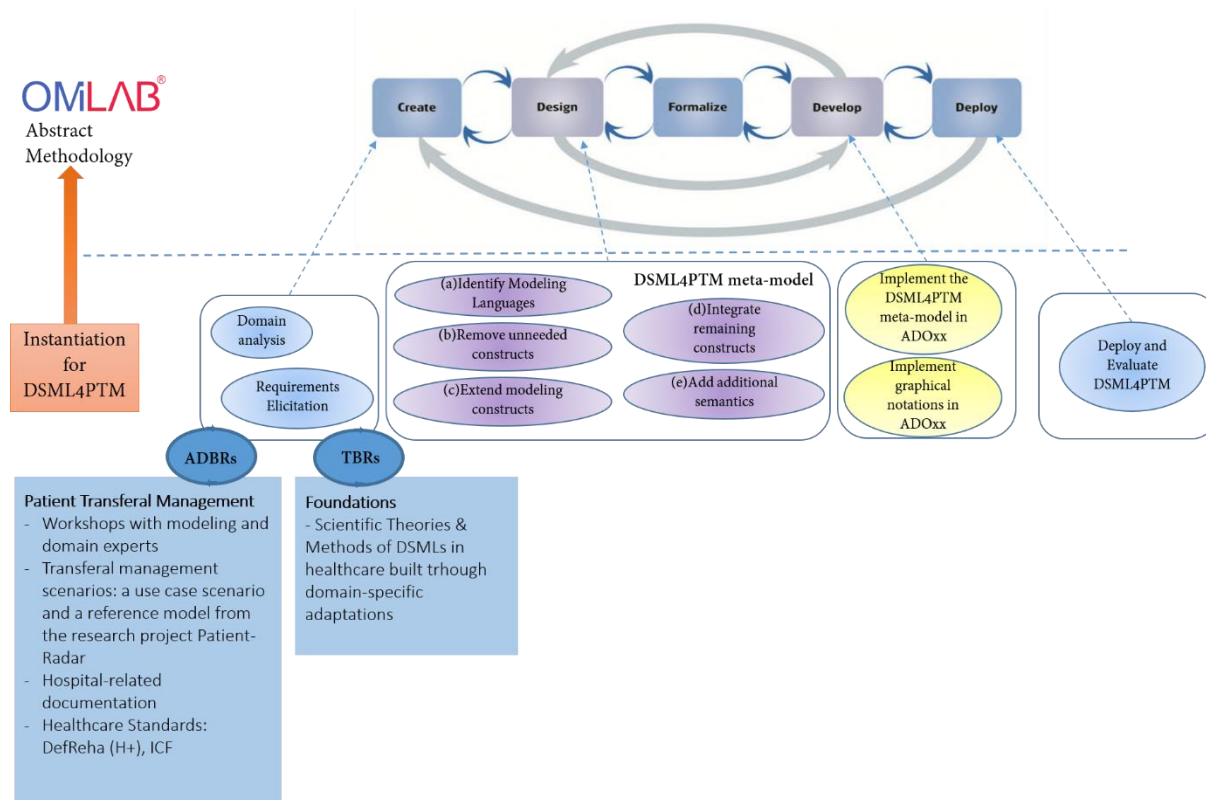 Create
Design
Formalize
Develop
Deploy
OMiLAB®
Abstract
Methodology
Instantiation
for
DSML4PTM
Domain
analysis
Requirements
Elicitation
DSML4PTM meta-model
(a)Identify Modeling
Languages
(b)Remove unneeded
constructs
(c)Extend modeling
constructs
(d)Integrate
remaining
constructs
(e)Add additional
semantics
Implement the
DSML4PTM
meta-model in
ADOxx
Implement
graphical
notations in
ADOxx
Deploy and
Evaluate
DSML4PTM
ADBRs
TBRs
Patient Transferal Management
- Workshops with modeling and
domain experts
- Transferal management
scenarios: a use case scenario
and a reference model from
the research project Patient-
Radar
- Hospital-related
documentation
- Healthcare Standards:
DefReha (H+), ICF
Foundations
- Scientific Theories &
Methods of DSMLs in
healthcare built trhough
domain-specific
adaptations